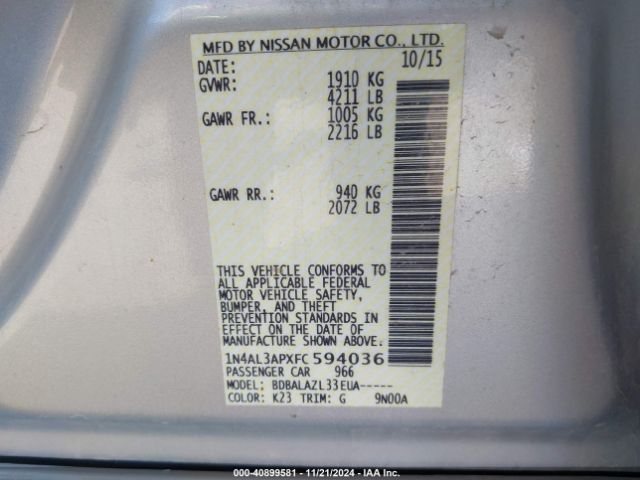 MFD BY NISSAN MOTOR CO., LTD.
DATE: 10/15
GVWR: 1910 KG
4211 LB
GAWR FR.: 1005 KG
2216 LB
GAWR RR.: 940 KG
2072 LB
THIS VEHICLE CONFORMS TO
ALL APPLICABLE FEDERAL
MOTOR VEHICLE SAFETY,
BUMPER, AND THEFT
PREVENTION STANDARDS IN
EFFECT ON THE DATE OF
MANUFACTURE SHOWN ABOVE.
1N4AL3APXFC594036
PASSENGER CAR 966
MODEL: BDBALAZL33EUA-----
COLOR: K23 TRIM: G 9N00A
000-40899581 - 11/21/2024 - IAA Inc.